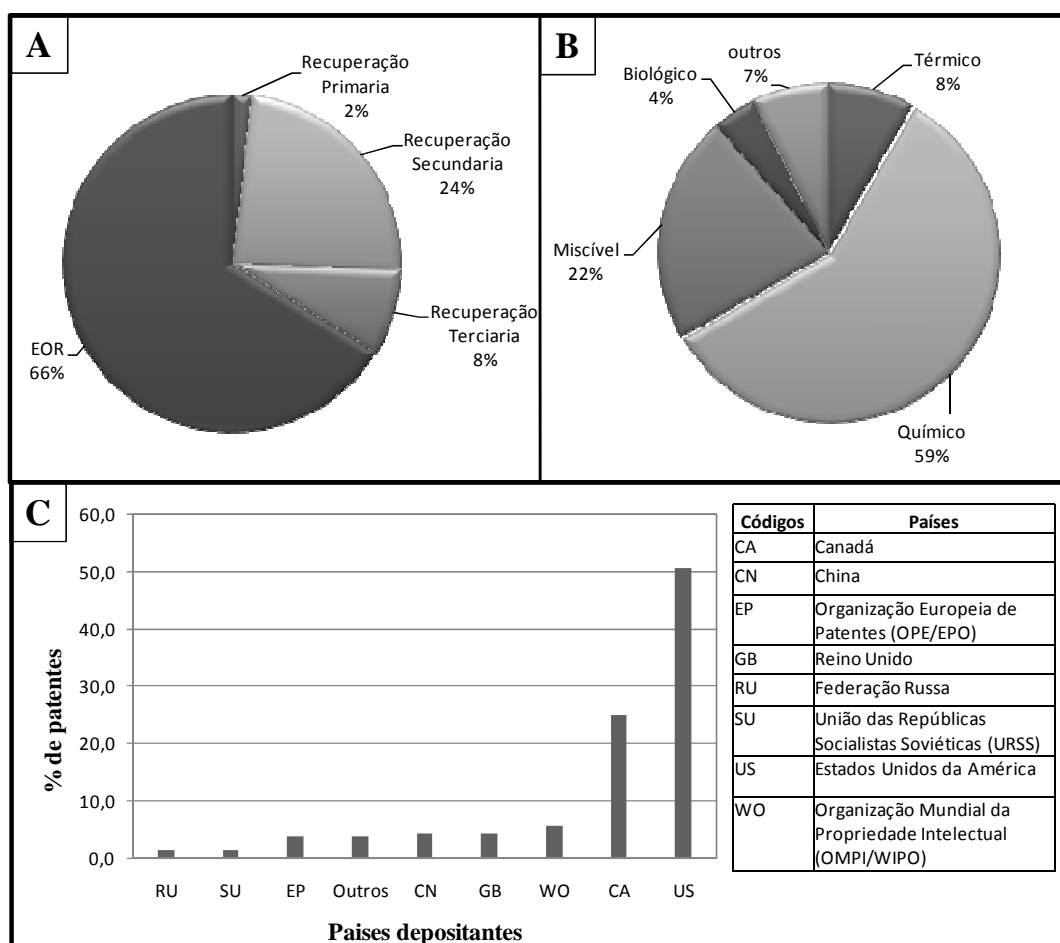 A
Recuperação
Primaria
2%
Recuperação
Secundaria
24%
Recuperação
Terciaria
8%
EOR
66%
B
outros
7%
Térmico
8%
Biológico
4%
Miscível
22%
Químico
59%
C
60,0
50,0
40,0
30,0
20,0
10,0
0,0
% de patentes
RU SU EP Outros CN GB WO CA US
Paises depositantes
Códigos Países
CA Canadá
CN China
EP Organização Europeia de
Patentes (OPE/EPO)
GB Reino Unido
RU Federação Russa
SU União das Repúblicas
Socialistas Soviéticas (URSS)
US Estados Unidos da América
WO Organização Mundial da
Propriedade Intelectual
(OMPI/WIPO)